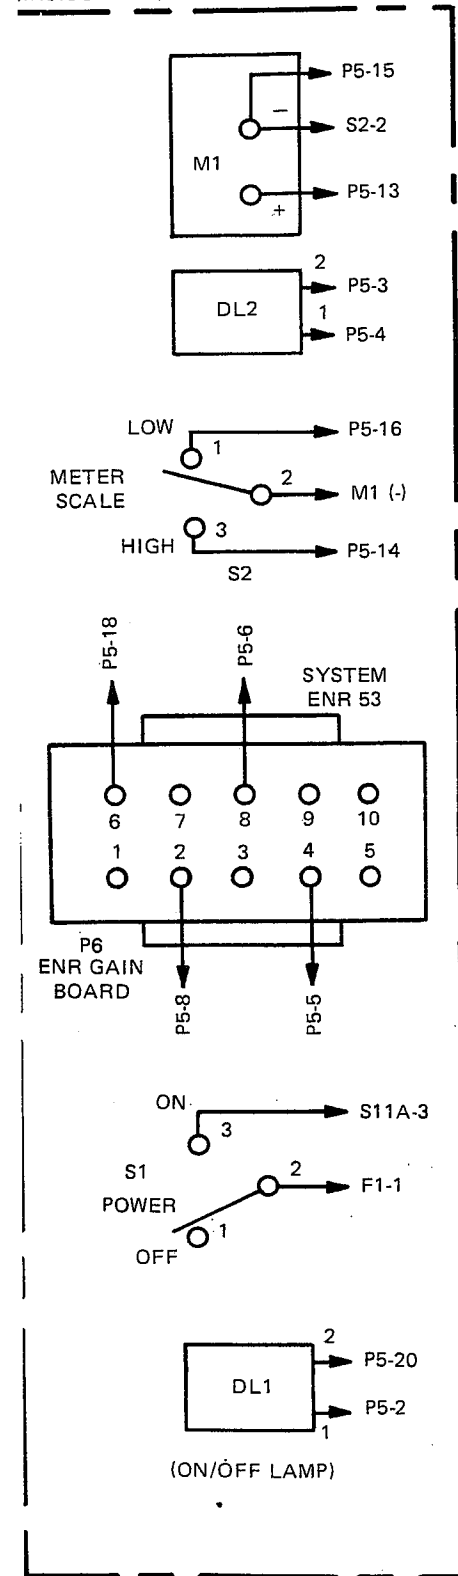 P5-15
−
S2-2
M1
P5-13
+
2
P5-3
DL2
1
P5-4
LOW
P5-16
1
METER
SCALE
2
M1 (-)
3
HIGH
P5-14
S2
P5-18
P5-6
SYSTEM
ENR 53
6 7 8 9 10
1 2 3 4 5
P6
ENR GAIN
BOARD
P5-8
P5-5
ON
S11A-3
3
S1
POWER
2
F1-1
1
OFF
2
P5-20
DL1
P5-2
1
(ON/OFF LAMP)